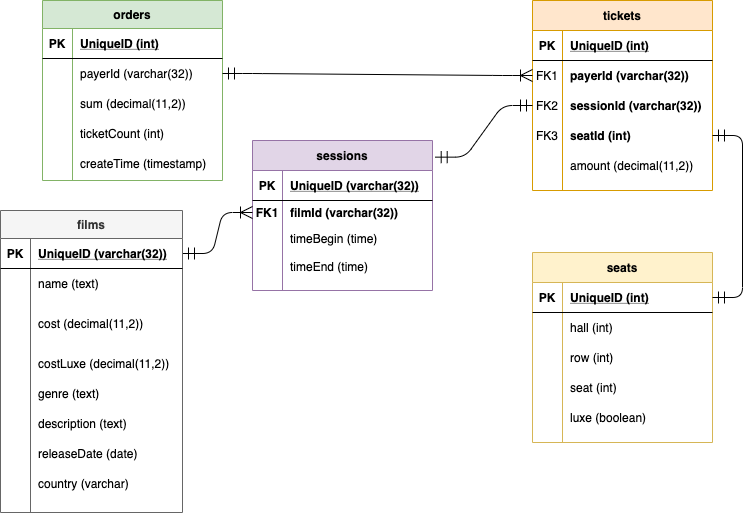 orders
PK UniqueID (int)
payerId (varchar(32))
sum (decimal(11,2))
ticketCount (int)
createTime (timestamp)
tickets
PK UniqueID (int)
FK1 payerId (varchar(32))
FK2 sessionId (varchar(32))
FK3 seatId (int)
amount (decimal(11,2))
sessions
PK UniqueID (varchar(32))
FK1 filmId (varchar(32))
timeBegin (time)
timeEnd (time)
films
PK UniqueID (varchar(32))
name (text)
cost (decimal(11,2))
costLuxe (decimal(11,2))
genre (text)
description (text)
releaseDate (date)
country (varchar)
seats
PK UniqueID (int)
hall (int)
row (int)
seat (int)
luxe (boolean)